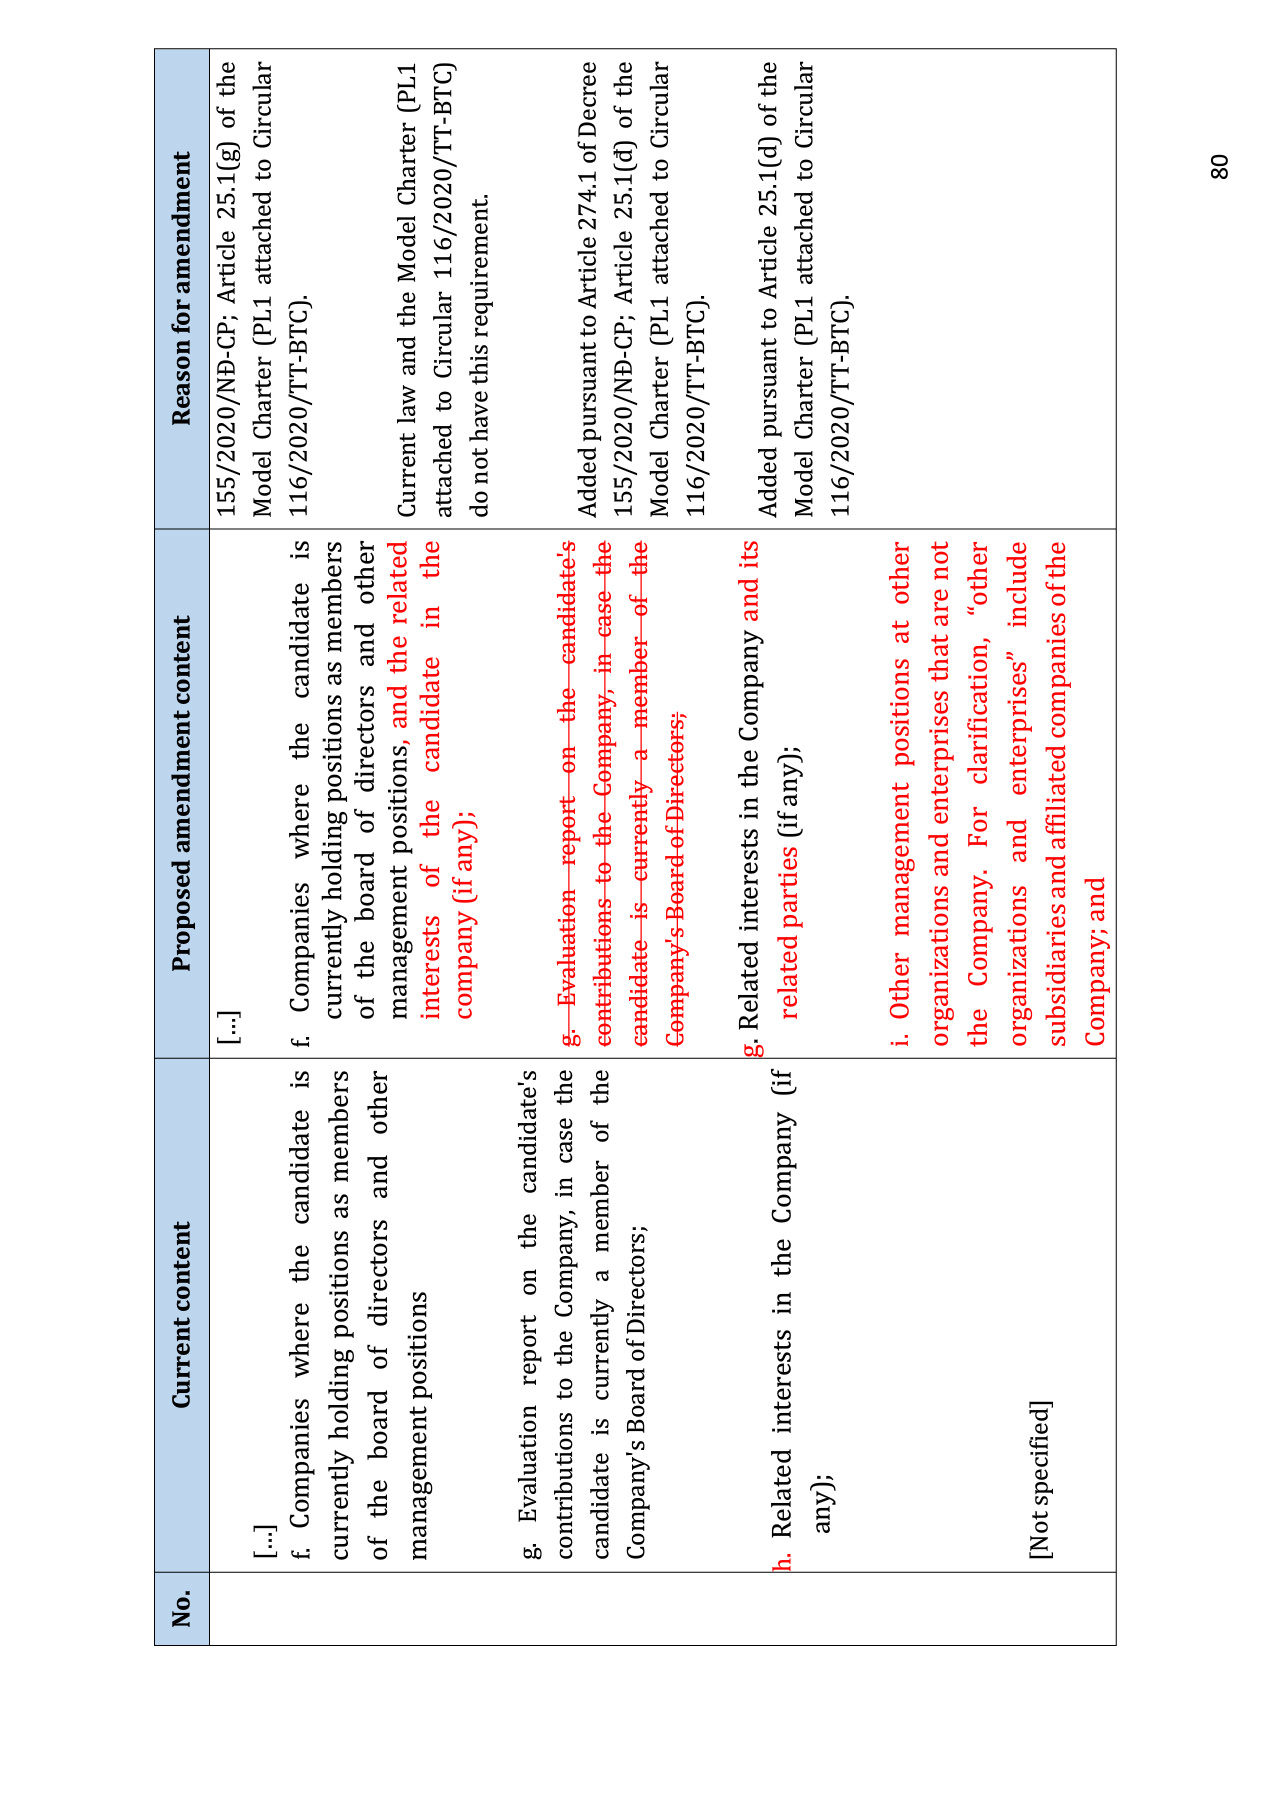 No.
Current content
Proposed amendment content
Reason for amendment
[...]
f. Companies where the candidate is
currently holding positions as members
of the board of directors and other
management positions
g. Evaluation report on the candidate's
contributions to the Company, in case the
candidate is currently a member of the
Company's Board of Directors;
h. Related interests in the Company (if
any);
[Not specified]
[...]
f. Companies where the candidate is
currently holding positions as members
of the board of directors and other
management positions, and the related
interests of the candidate in the
company (if any);
g. Evaluation report on the candidate's
contributions to the Company, in case the
candidate is currently a member of the
Company's Board of Directors;
g. Related interests in the Company and its
related parties (if any);
i. Other management positions at other
organizations and enterprises that are not
the Company. For clarification, “other
organizations and enterprises” include
subsidiaries and affiliated companies of the
Company; and
155/2020/NĐ-CP; Article 25.1(g) of the
Model Charter (PL1 attached to Circular
116/2020/TT-BTC).
Current law and the Model Charter (PL1
attached to Circular 116/2020/TT-BTC)
do not have this requirement.
Added pursuant to Article 274.1 of Decree
155/2020/NĐ-CP; Article 25.1(đ) of the
Model Charter (PL1 attached to Circular
116/2020/TT-BTC).
Added pursuant to Article 25.1(d) of the
Model Charter (PL1 attached to Circular
116/2020/TT-BTC).
80